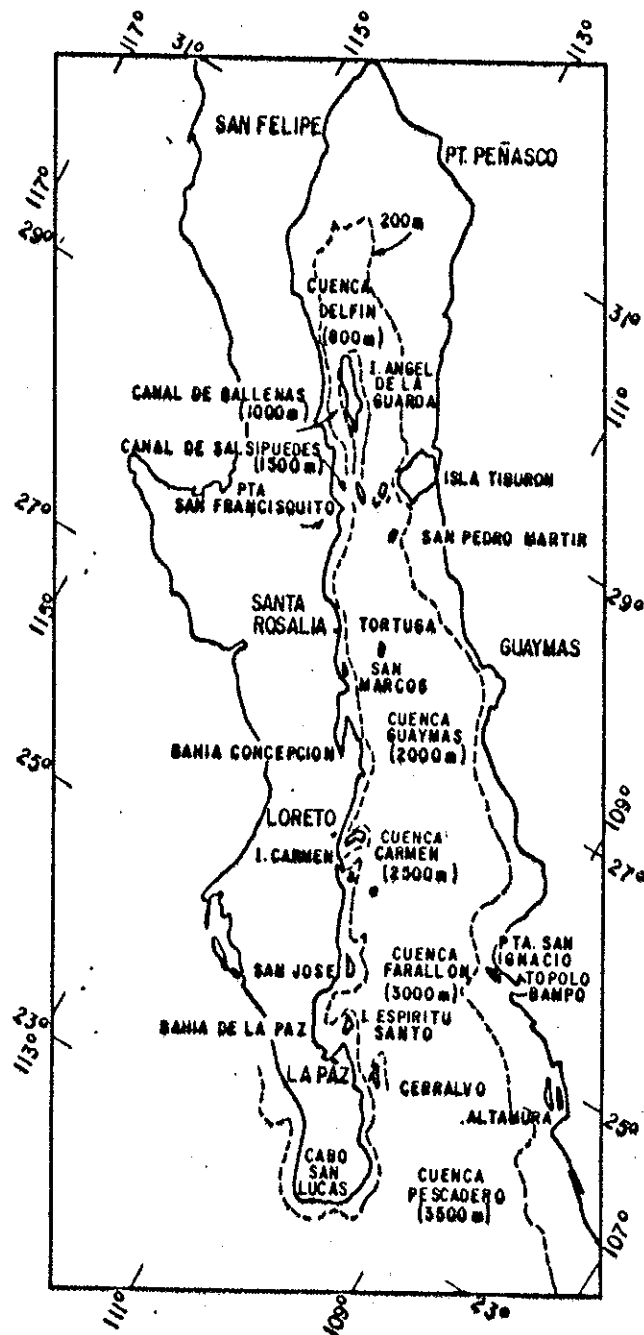 117°
31°
115°
113°
SAN FELIPE
PT. PEÑASCO
117°
29°
200m
CUENCA
DELFIN
(800m)
31°
I. ANGEL
DE LA
GUARDA
CANAL DE BALLENAS
(1000m)
111°
CANAL DE SALSIPUEDES
(1500m)
ISLA TIBURON
PTA
SAN FRANCISQUITO
27°
SAN PEDRO MARTIR
115°
29°
SANTA
ROSALIA
TORTUGA
GUAYMAS
SAN
MARCOS
CUENCA
GUAYMAS
(2000m)
BAHIA CONCEPCION
25°
109°
LORETO
I. CARMEN
CUENCA
CARMEN
(2500m)
27°
PTA. SAN
IGNACIO
TOPOLO
BAMPO
SAN JOSE
CUENCA
FARALLON
(3000m)
23°
113°
BAHIA DE LA PAZ
I. ESPIRITU
SANTO
LA PAZ
CERRALVO
ALTAMURA
25°
CABO
SAN
LUCAS
CUENCA
PESCADERO
(3500m)
107°
111°
109°
23°